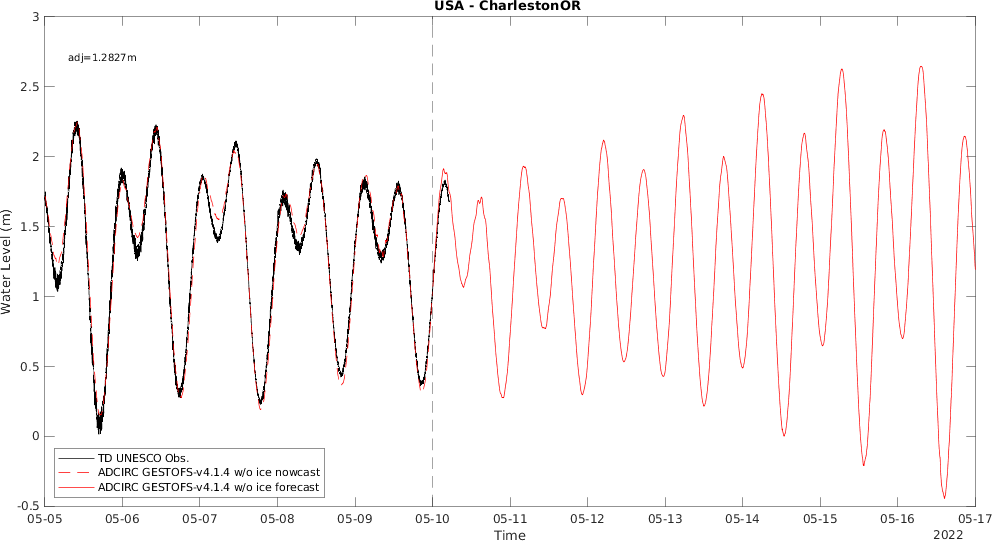 USA - CharlestonOR
adj=1.2827m
Water Level (m)
3
2.5
2
1.5
1
0.5
0
-0.5
TD UNESCO Obs.
ADCIRC GESTOFS-v4.1.4 w/o ice nowcast
ADCIRC GESTOFS-v4.1.4 w/o ice forecast
05-05 05-06 05-07 05-08 05-09 05-10 05-11 05-12 05-13 05-14 05-15 05-16 05-17
Time
2022